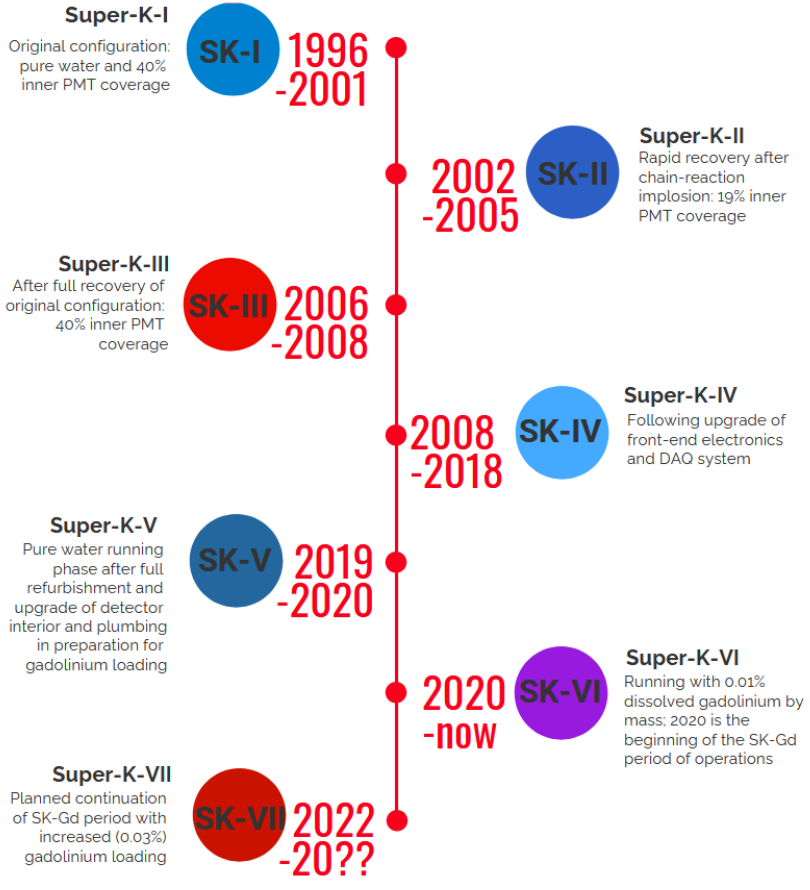 Super-K-I
Original configuration:
pure water and 40%
inner PMT coverage
SK-I
1996
-2001
Super-K-II
Rapid recovery after
chain-reaction
implosion: 19% inner
PMT coverage
SK-II
2002
-2005
Super-K-III
After full recovery of
original configuration:
40% inner PMT
coverage
SK-III
2006
-2008
Super-K-IV
Following upgrade of
front-end electronics
and DAQ system
SK-IV
2008
-2018
Super-K-V
Pure water running
phase after full
refurbishment and
upgrade of detector
interior and plumbing
in preparation for
gadolinium loading
SK-V
2019
-2020
Super-K-VI
Running with 0.01%
dissolved gadolinium by
mass; 2020 is the
beginning of the SK-Gd
period of operations
SK-VI
2020
-now
Super-K-VII
Planned continuation
of SK-Gd period with
increased (0.03%)
gadolinium loading
SK-VII
2022
-20??